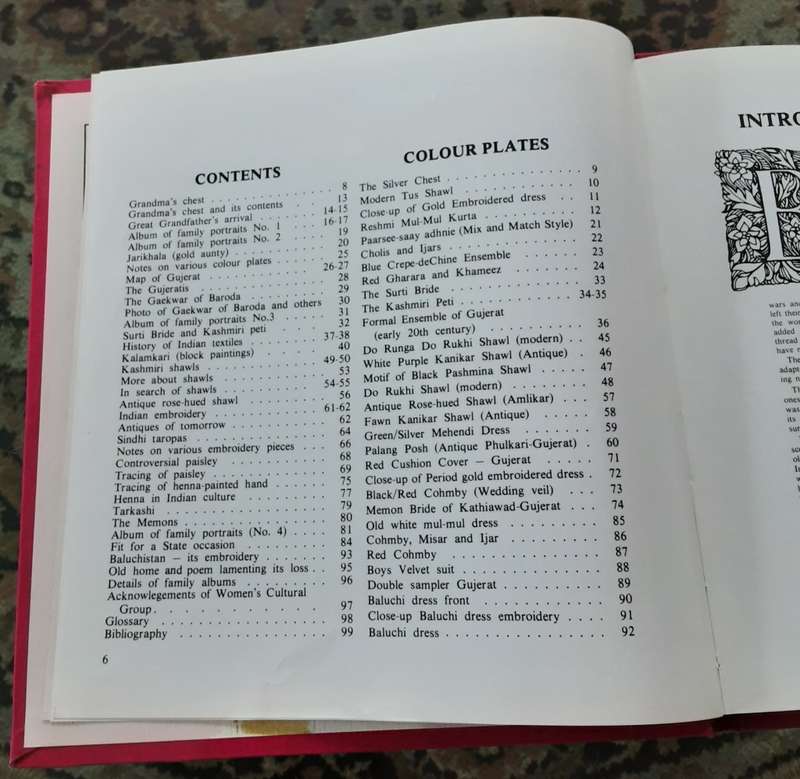 CONTENTS
Grandma's chest . . . . . . . . . . . . 8
Grandma's chest and its contents . . 13
Great Grandfather's arrival . . . . 14-15
Album of family portraits No. 1 . . . 16-17
Album of family portraits No. 2 . . . 19
Jarikhala (gold aunty) . . . . . . . . 20
Notes on various colour plates . . . . . 25
Map of Gujerat . . . . . . . . . . . 26-27
The Gujeratis . . . . . . . . . . . . 28
The Gaekwar of Baroda . . . . . . . . 29
Photo of Gaekwar of Baroda and others 30
Album of family portraits No.3 . . . . 31
Surti Bride and Kashmiri peti . . . . 32
History of Indian textiles . . . . . . 37-38
Kalamkari (block paintings) . . . . . . 40
Kashmiri shawls . . . . . . . . . . 49-50
More about shawls . . . . . . . . . . 53
In search of shawls . . . . . . . . 54-55
Antique rose-hued shawl . . . . . . . 56
Indian embroidery . . . . . . . . . 61-62
Antiques of tomorrow . . . . . . . . 62
Sindhi taropas . . . . . . . . . . . . 64
Notes on various embroidery pieces . . . 66
Controversial paisley . . . . . . . . . 68
Tracing of paisley . . . . . . . . . . 69
Tracing of henna-painted hand . . . . . 75
Henna in Indian culture . . . . . . . . 77
Tarkashi . . . . . . . . . . . . . . 79
The Memons . . . . . . . . . . . . . 80
Album of family portraits (No. 4) . . . 81
Fit for a State occasion . . . . . . . 84
Baluchistan — its embroidery . . . . . 93
Old home and poem lamenting its loss . . 95
Details of family albums . . . . . . . 96
Acknowlegements of Women's Cultural
Group . . . . . . . . . . 97
Glossary . . . . . . . . . . . . . . 98
Bibliography . . . . . . . . . . . . 99
6
COLOUR PLATES
The Silver Chest . . . . . . . . . . . 9
Modern Tus Shawl . . . . . . . . . . 10
Close-up of Gold Embroidered dress . . 11
Reshmi Mul-Mul Kurta . . . . . . . . 12
Paarsee-saay adhnie (Mix and Match Style) 21
Cholis and Ijars . . . . . . . . . . . 22
Blue Crepe-deChine Ensemble . . . . . 23
Red Gharara and Khameez . . . . . . 24
The Surti Bride . . . . . . . . . . . 33
The Kashmiri Peti . . . . . . . . . 34-35
Formal Ensemble of Gujerat
(early 20th century) . . . . . . . . . 36
Do Runga Do Rukhi Shawl (modern) . . 45
White Purple Kanikar Shawl (Antique) . 46
Motif of Black Pashmina Shawl . . . . . 47
Do Rukhi Shawl (modern) . . . . . . . 48
Antique Rose-hued Shawl (Amlikar) . . . 57
Fawn Kanikar Shawl (Antique) . . . . . 58
Green/Silver Mehendi Dress . . . . . . 59
Palang Posh (Antique Phulkari-Gujerat) . 60
Red Cushion Cover — Gujerat . . . . . 71
Close-up of Period gold embroidered dress . 72
Black/Red Cohmby (Wedding veil) . . . 73
Memon Bride of Kathiawad-Gujerat . . . 74
Old white mul-mul dress . . . . . . . . 85
Cohmby, Misar and Ijar . . . . . . . . 86
Red Cohmby . . . . . . . . . . . . . 87
Boys Velvet suit . . . . . . . . . . . . 88
Double sampler Gujerat . . . . . . . . 89
Baluchi dress front . . . . . . . . . . 90
Close-up Baluchi dress embroidery . . . . 91
Baluchi dress . . . . . . . . . . . . . 92
INTRO
wars and
left their
the wo
added
thread
have r
The
adapt
ing